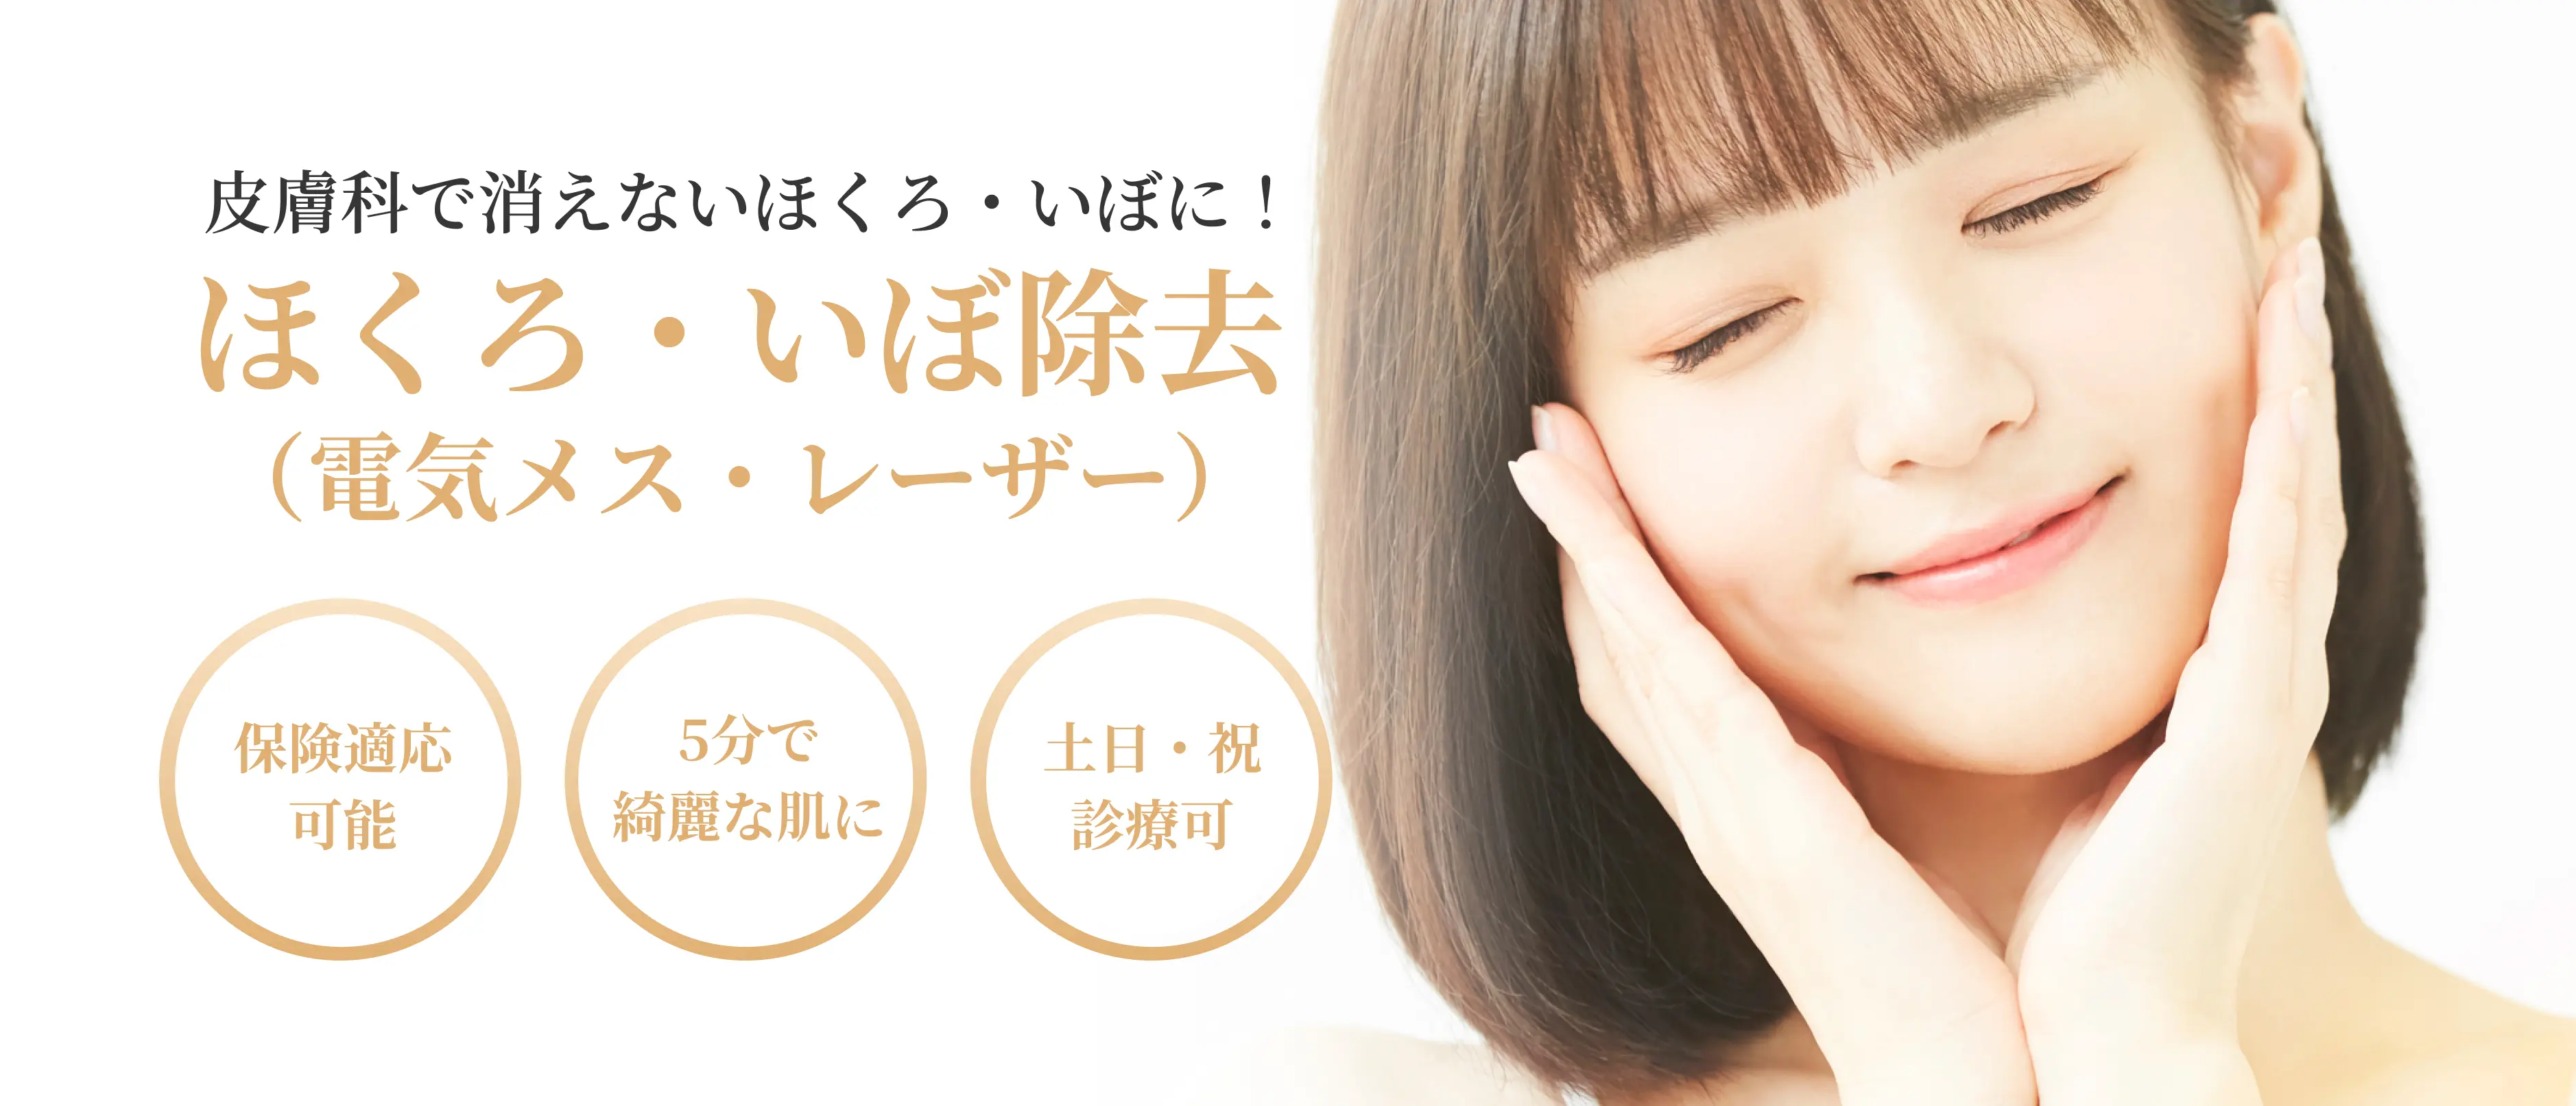 皮膚科で消えないほくろ・いぼに！
ほくろ・いぼ除去
（電気メス・レーザー）
保険適応
可能
5分で
綺麗な肌に
土日・祝
診療可